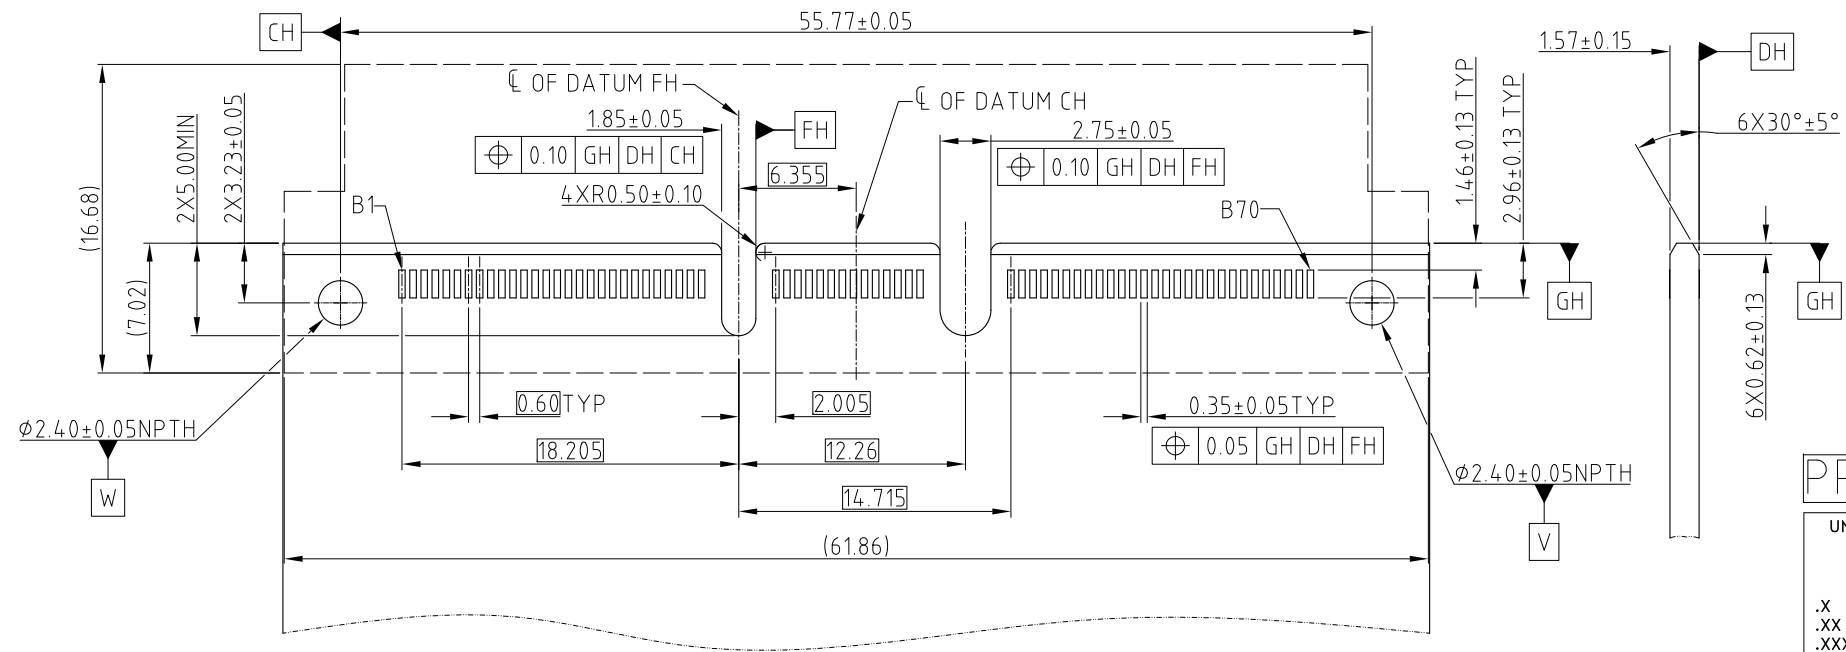 CH
55.77±0.05
1.57±0.15
DH
℄ OF DATUM FH
℄ OF DATUM CH
1.85±0.05
FH
2.75±0.05
6X30°±5°
⌖ 0.10 GH DH CH
⌖ 0.10 GH DH FH
6.355
4XR0.50±0.10
B1
B70
1.46±0.13 TYP
2.96±0.13 TYP
2X5.00MIN
2X3.23±0.05
(16.68)
(7.02)
GH
GH
6X0.62±0.13
0.60 TYP
2.005
0.35±0.05TYP
⌖ 0.05 GH DH FH
ϕ2.40±0.05NPTH
W
18.205
12.26
14.715
ϕ2.40±0.05NPTH
V
(61.86)
.X
.XX